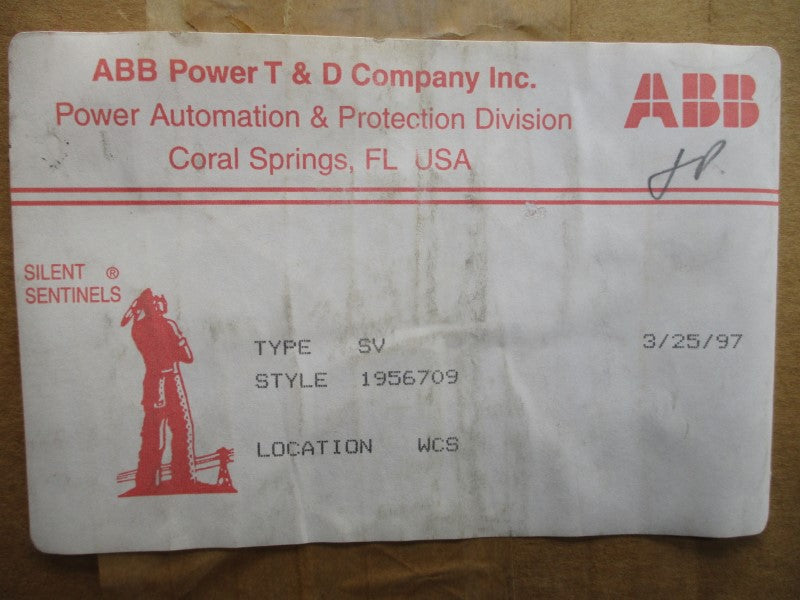 ABB Power T & D Company Inc.
ABB
Power Automation & Protection Division
Coral Springs, FL USA
SILENT ®
SENTINELS
TYPE SV 3/25/97
STYLE 1956709
LOCATION WCS